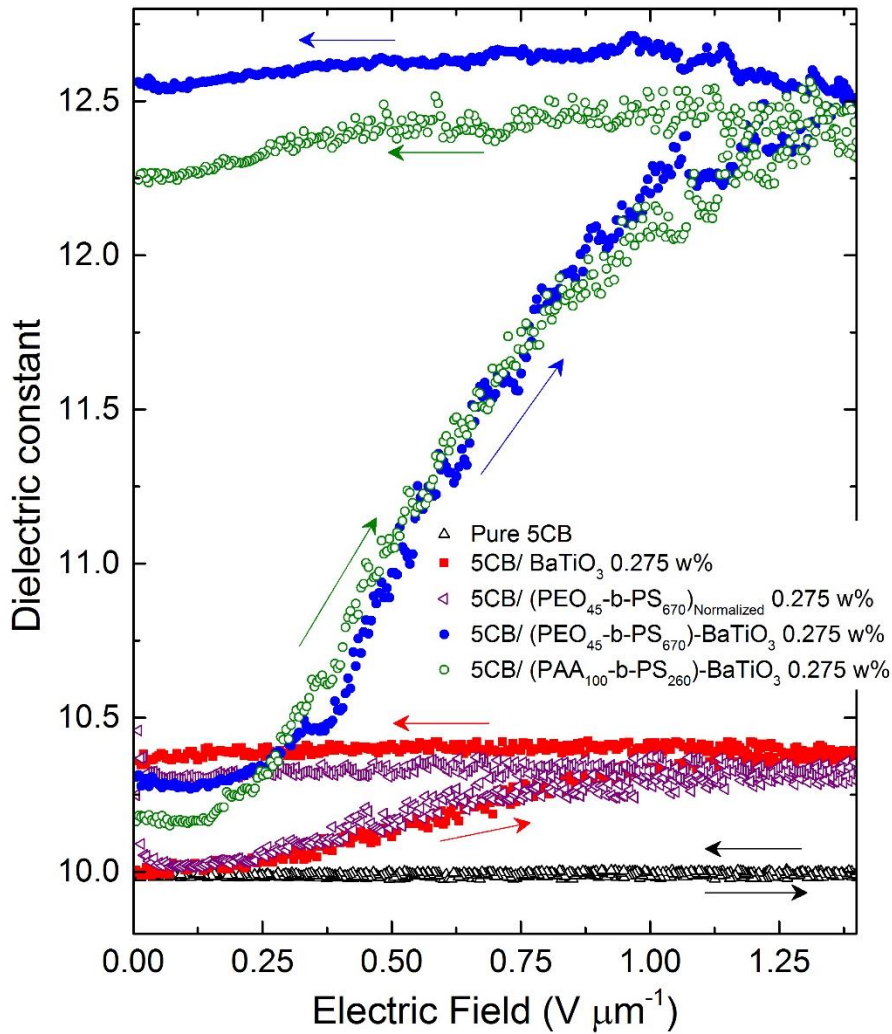 Dielectric constant
12.5
12.0
11.5
11.0
10.5
10.0
Pure 5CB
5CB/ BaTiO₃ 0.275 w%
5CB/ (PEO₄₅-b-PS₆₇₀)Normalized 0.275 w%
5CB/ (PEO₄₅-b-PS₆₇₀)-BaTiO₃ 0.275 w%
5CB/ (PAA₁₀₀-b-PS₂₆₀)-BaTiO₃ 0.275 w%
0.00 0.25 0.50 0.75 1.00 1.25
Electric Field (V μm⁻¹)